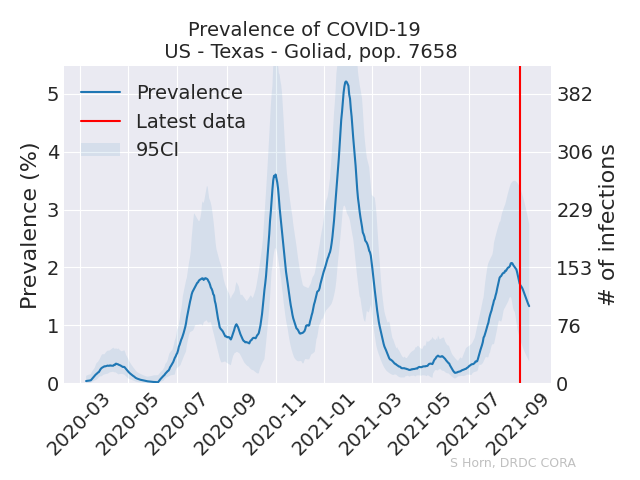 Prevalence of COVID-19
US - Texas - Goliad, pop. 7658
Prevalence
Latest data
95CI
Prevalence (%)
5
4
3
2
1
0
382
306
229
153
76
0
# of infections
2020-03
2020-05
2020-07
2020-09
2020-11
2021-01
2021-03
2021-05
2021-07
2021-09
S Horn, DRDC CORA